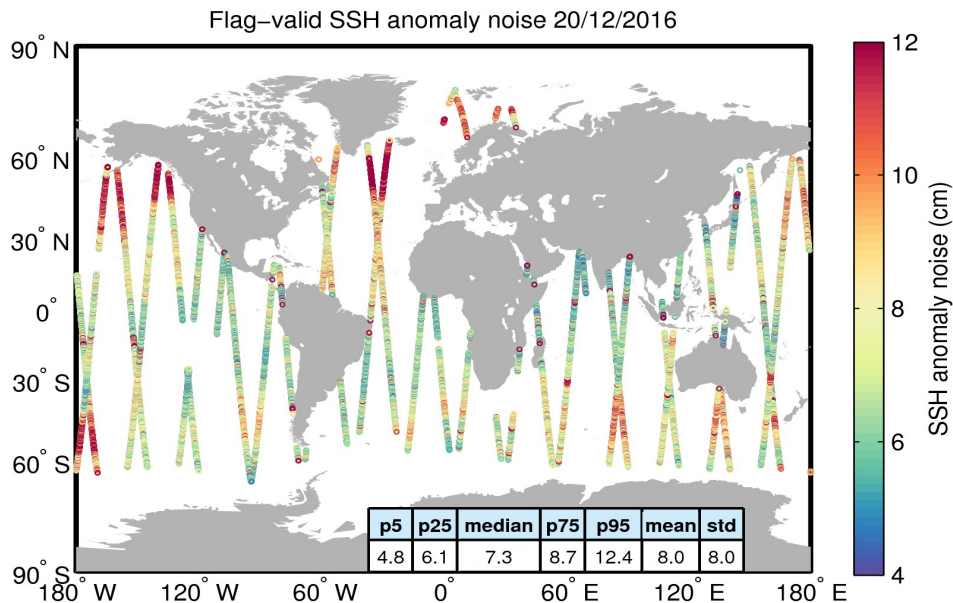 Flag−valid SSH anomaly noise 20/12/2016
90° N
60° N
30° N
0°
30° S
60° S
90° S
180° W
120° W
60° W
0°
60° E
120° E
180° E
p5 p25 median p75 p95 mean std
4.8 6.1 7.3 8.7 12.4 8.0 8.0
12
10
8
6
4
SSH anomaly noise (cm)